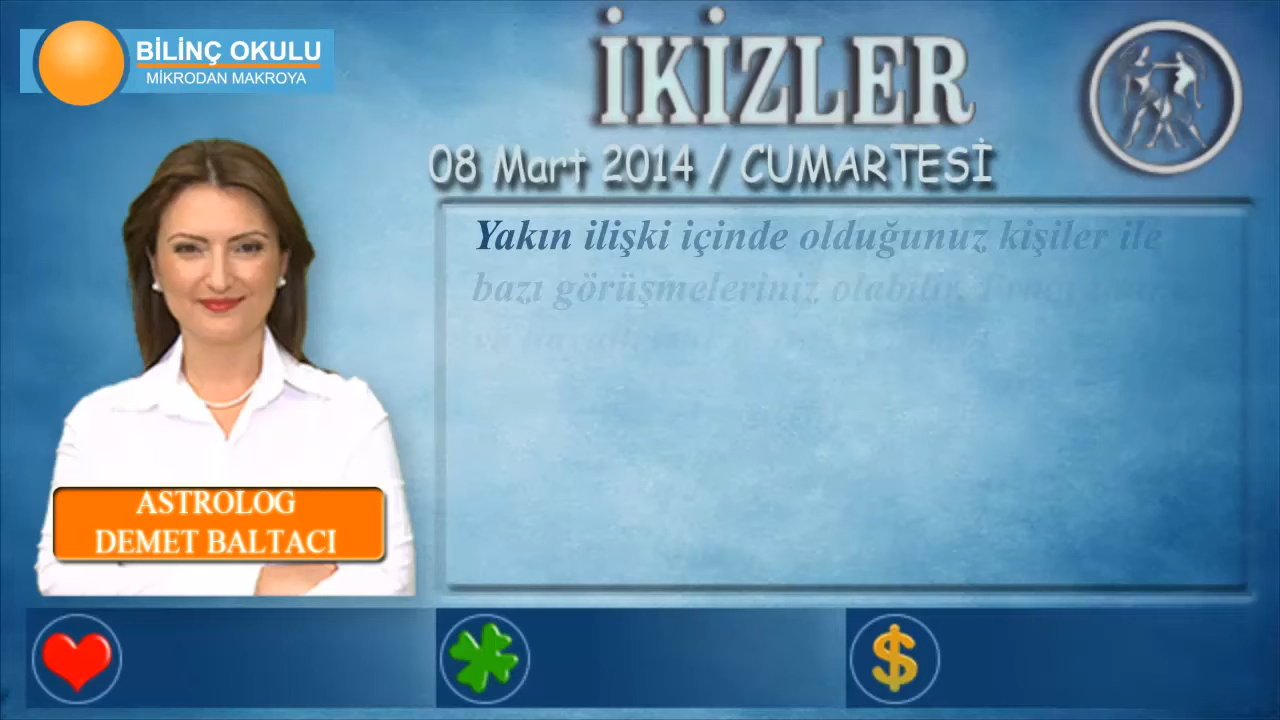 BİLİNÇ OKULU
MİKRODAN MAKROYA
İKİZLER
08 Mart 2014 / CUMARTESİ
Yakın ilişki içinde olduğunuz kişiler ile
bazı görüşmeleriniz olabilir.
ASTROLOG
DEMET BALTACI